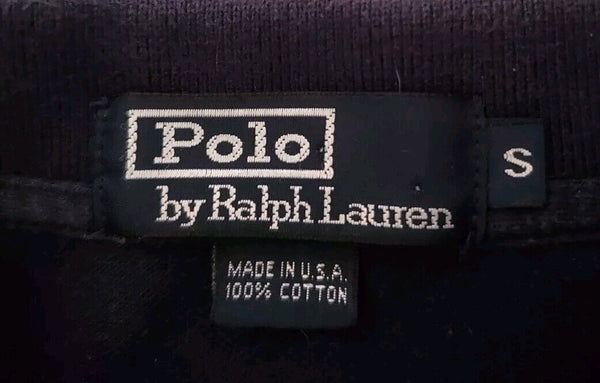 Polo
by Ralph Lauren
S
MADE IN U.S.A.
100% COTTON